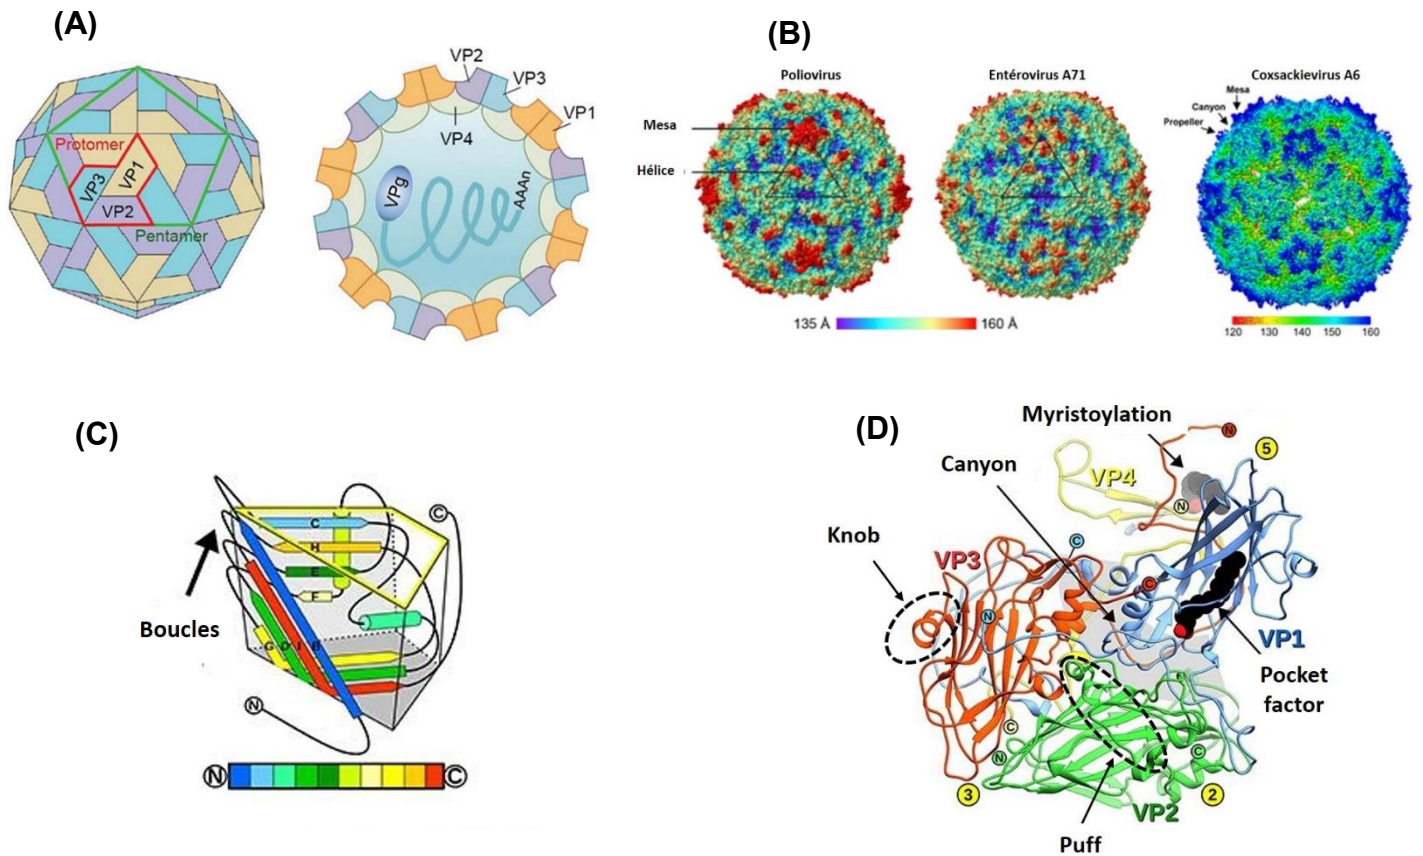 (A)
Protomer
VP3
VP1
VP2
Pentamer
VP2
VP3
VP1
VP4
VPg
AAAn
(B)
Poliovirus
Entérovirus A71
Coxsackievirus A6
Mesa
Hélice
Mesa
Canyon
Propeller
135 Å
160 Å
120 130 140 150 160
(C)
Boucles
C
H
E
F
G D I B
C
N
N
C
(D)
Myristoylation
Canyon
Knob
VP4
VP3
VP1
VP2
Pocket
factor
Puff
N
5
N
C
C
N
C
N
C
3
2